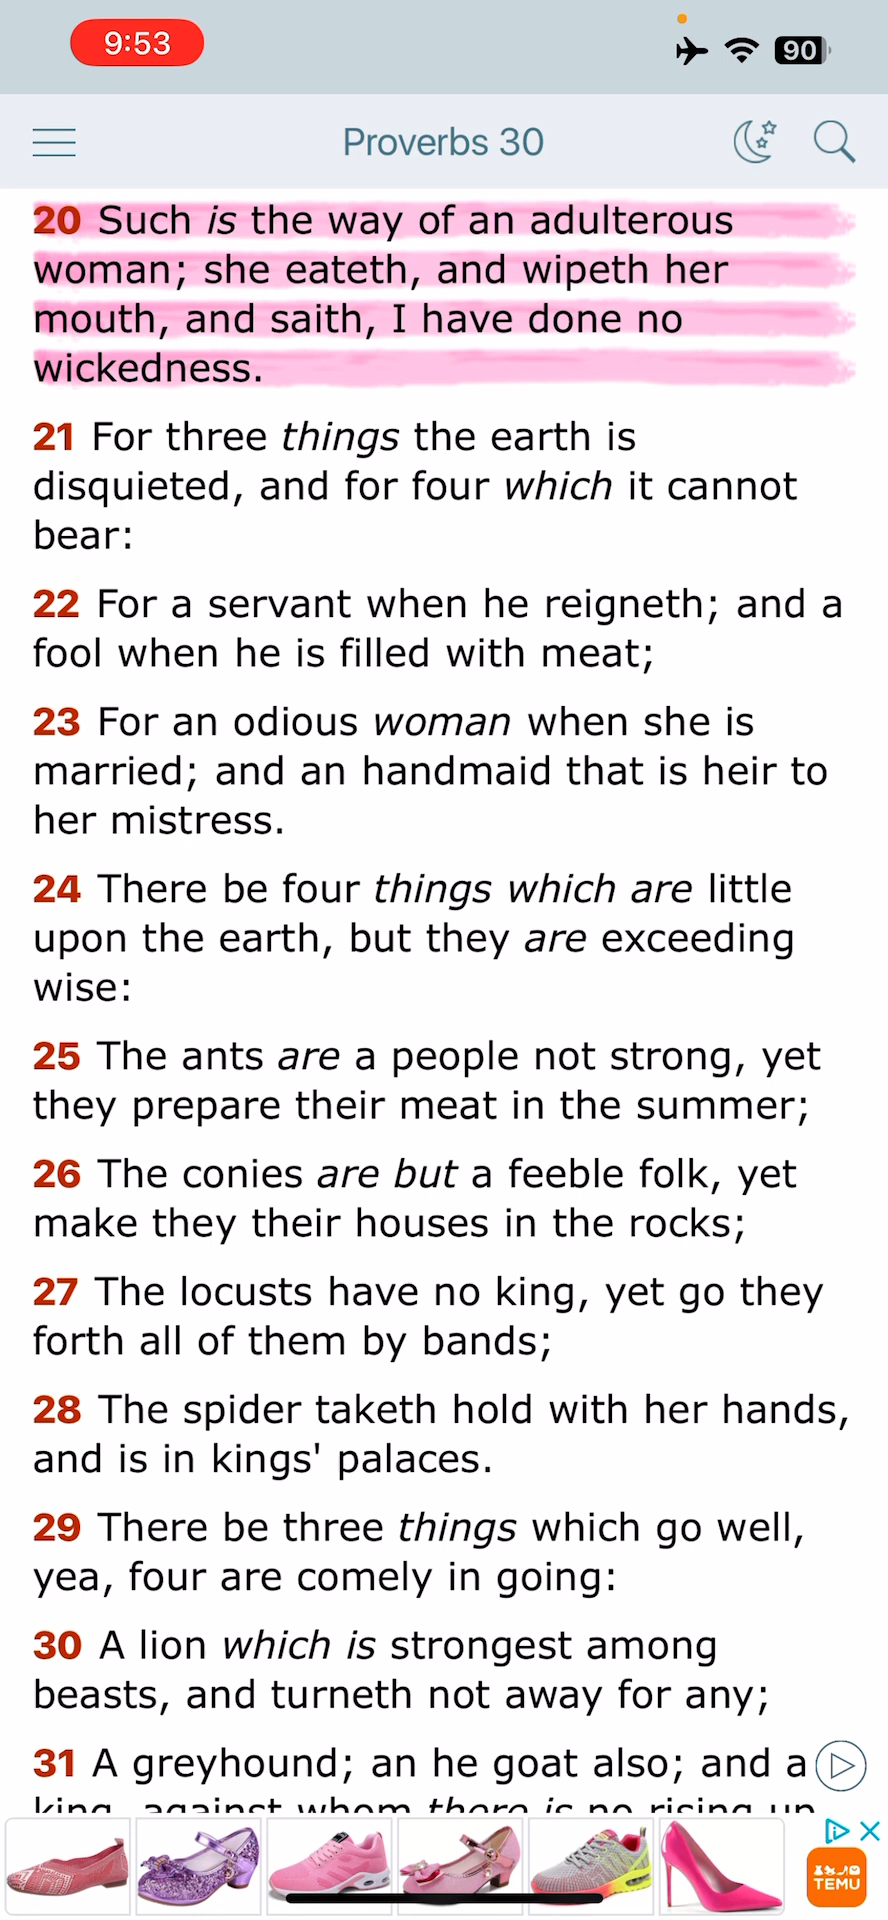 9:53
90
Proverbs 30
20 Such is the way of an adulterous
woman; she eateth, and wipeth her
mouth, and saith, I have done no
wickedness.
21 For three things the earth is
disquieted, and for four which it cannot
bear:
22 For a servant when he reigneth; and a
fool when he is filled with meat;
23 For an odious woman when she is
married; and an handmaid that is heir to
her mistress.
24 There be four things which are little
upon the earth, but they are exceeding
wise:
25 The ants are a people not strong, yet
they prepare their meat in the summer;
26 The conies are but a feeble folk, yet
make they their houses in the rocks;
27 The locusts have no king, yet go they
forth all of them by bands;
28 The spider taketh hold with her hands,
and is in kings' palaces.
29 There be three things which go well,
yea, four are comely in going:
30 A lion which is strongest among
beasts, and turneth not away for any;
31 A greyhound; an he goat also; and a
king, against whom there is no rising up
TEMU